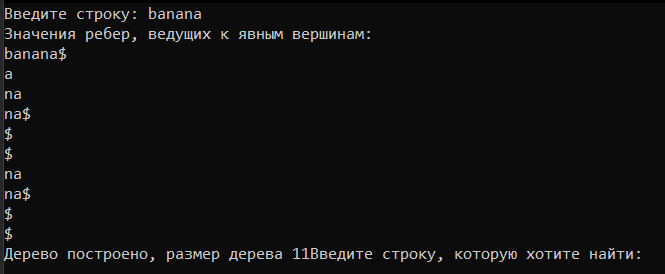 Введите строку: banana
Значения ребер, ведущих к явным вершинам:
banana$
a
na
na$
$
$
na
na$
$
$
Дерево построено, размер дерева 11Введите строку, которую хотите найти: